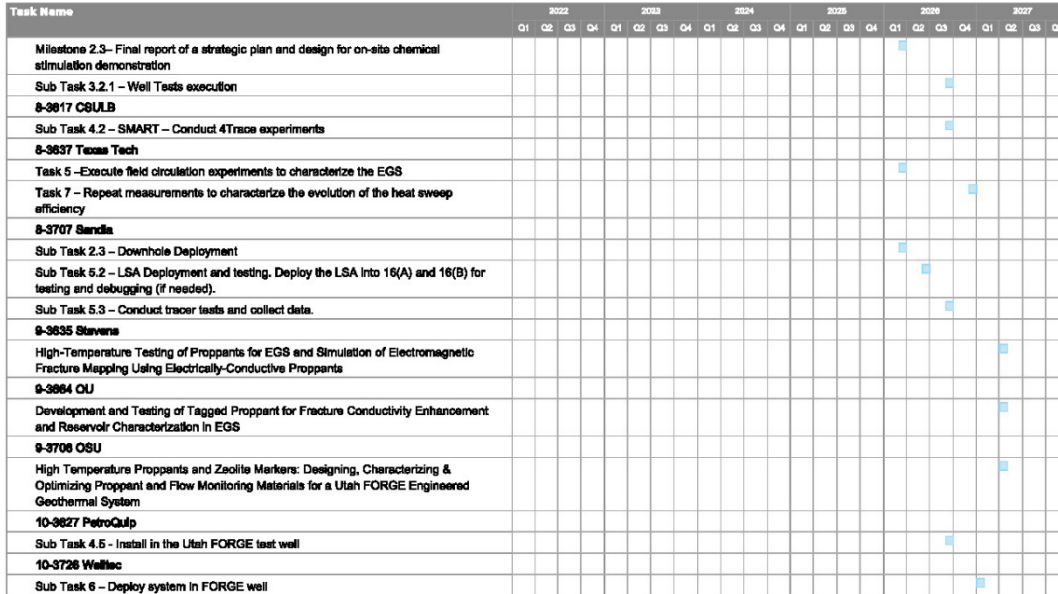 Task Name 2022 2023 2024 2025 2026 2027
Q1 Q2 Q3 Q4 Q1 Q2 Q3 Q4 Q1 Q2 Q3 Q4 Q1 Q2 Q3 Q4 Q1 Q2 Q3 Q4 Q1 Q2 Q3
Milestone 2.3– Final report of a strategic plan and design for on-site chemical
stimulation demonstration
Sub Task 3.2.1 – Well Tests execution
8-3617 CSULB
Sub Task 4.2 – SMART – Conduct 4Trace experiments
8-3637 Texas Tech
Task 5 –Execute field circulation experiments to characterize the EGS
Task 7 – Repeat measurements to characterize the evolution of the heat sweep
efficiency
8-3707 Sandia
Sub Task 2.3 – Downhole Deployment
Sub Task 5.2 – LSA Deployment and testing. Deploy the LSA into 16(A) and 16(B) for
testing and debugging (if needed).
Sub Task 5.3 – Conduct tracer tests and collect data.
9-3635 Stevens
High-Temperature Testing of Proppants for EGS and Simulation of Electromagnetic
Fracture Mapping Using Electrically-Conductive Proppants
9-3664 OU
Development and Testing of Tagged Proppant for Fracture Conductivity Enhancement
and Reservoir Characterization in EGS
9-3706 OSU
High Temperature Proppants and Zeolite Markers: Designing, Characterizing &
Optimizing Proppant and Flow Monitoring Materials for a Utah FORGE Engineered
Geothermal System
10-3627 PetroQuip
Sub Task 4.5 - Install in the Utah FORGE test well
10-3726 Welltec
Sub Task 6 – Deploy system in FORGE well